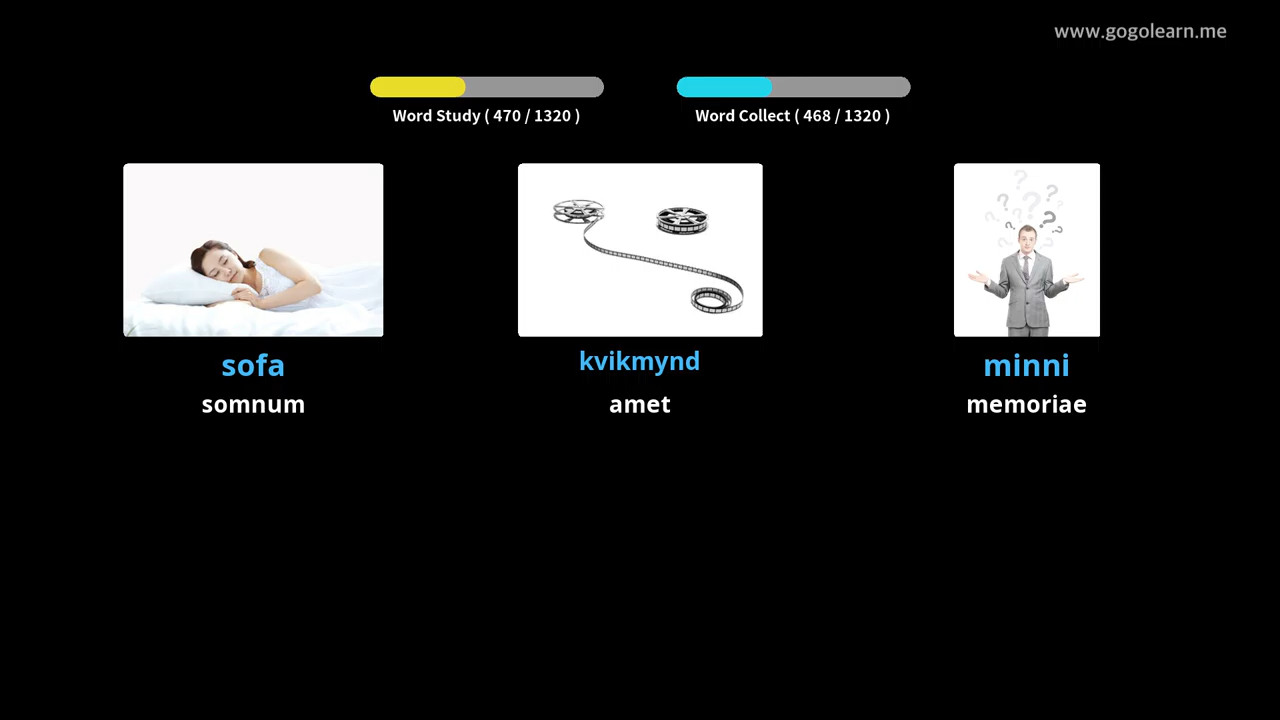 www.gogolearn.me
Word Study ( 470 / 1320 )
Word Collect ( 468 / 1320 )
sofa
somnum
kvikmynd
amet
minni
memoriae